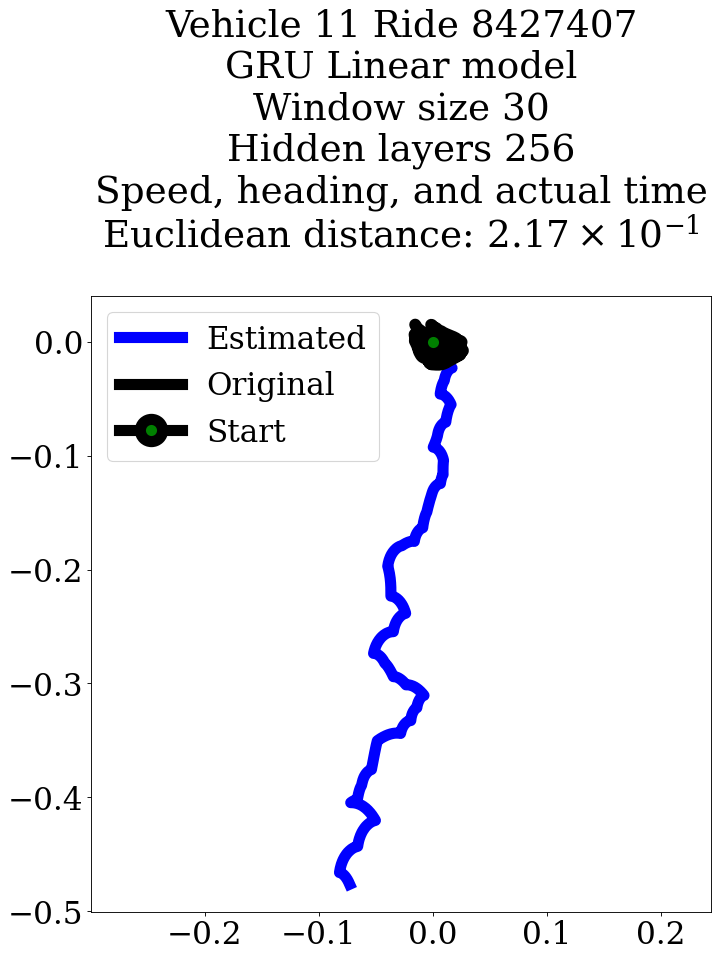 Vehicle 11 Ride 8427407
GRU Linear model
Window size 30
Hidden layers 256
Speed, heading, and actual time
Euclidean distance: 2.17 × 10⁻¹
Estimated
Original
Start
0.0
−0.1
−0.2
−0.3
−0.4
−0.5
−0.2 −0.1 0.0 0.1 0.2